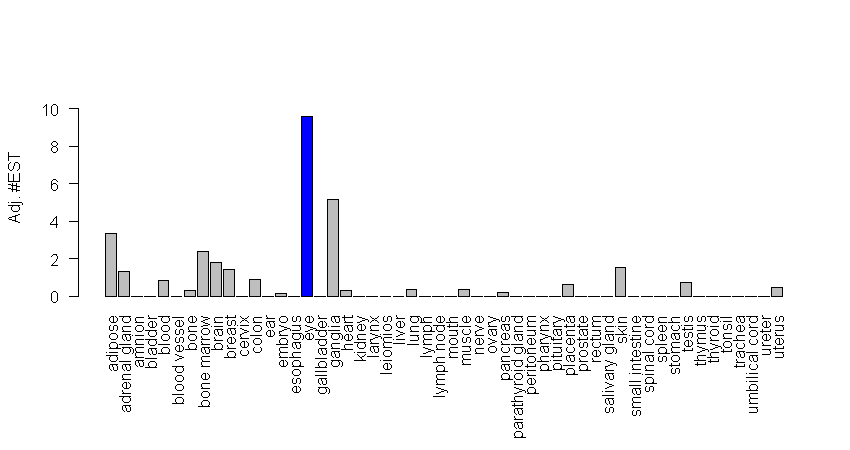 Adj. #EST
10
8
6
4
2
0
adipose
adrenal gland
amnion
bladder
blood
blood vessel
bone
bone marrow
brain
breast
cervix
colon
ear
embryo
esophagus
eye
gallbladder
ganglia
heart
kidney
larynx
leiomios
liver
lung
lymph
lymph node
mouth
muscle
nerve
ovary
pancreas
parathyroid gland
peritoneum
pharynx
pituitary
placenta
prostate
rectum
salivary gland
skin
small intestine
spinal cord
spleen
stomach
testis
thymus
thyroid
tonsil
trachea
umbilical cord
ureter
uterus